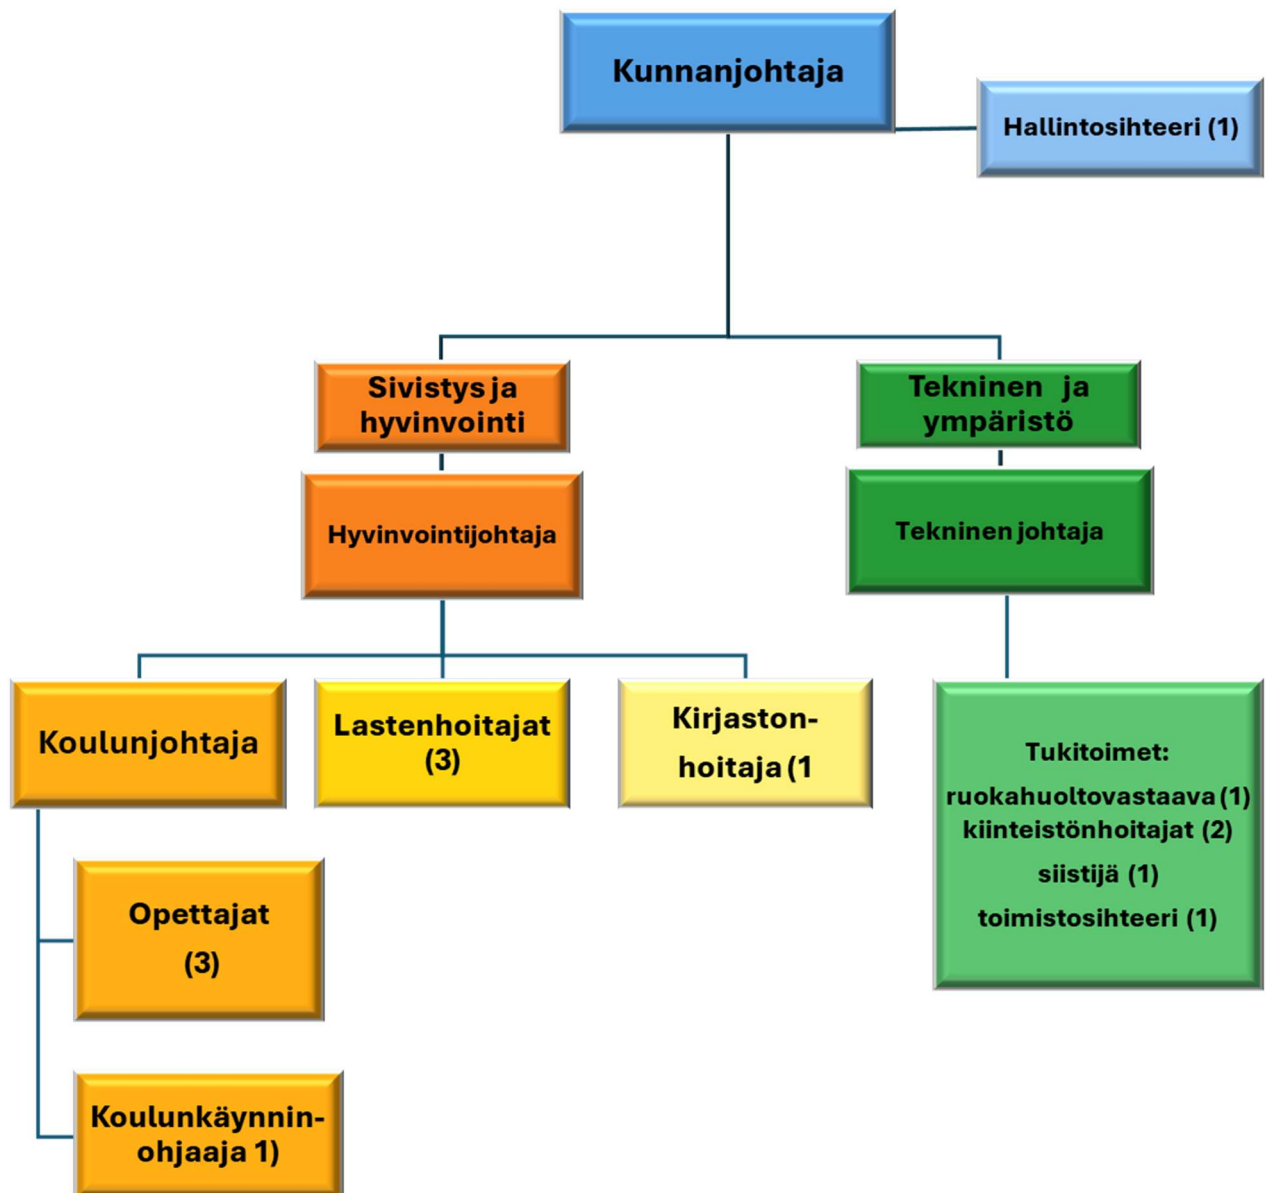 Kunnanjohtaja
Hallintosihteeri (1)
Sivistys ja
hyvinvointi
Tekninen ja
ympäristö
Hyvinvointijohtaja
Tekninen johtaja
Koulunjohtaja
Lastenhoitajat
(3)
Kirjaston-
hoitaja (1
Tukitoimet:
ruokahuoltovastaava (1)
kiinteistönhoitajat (2)
siistijä (1)
toimistosihteeri (1)
Opettajat
(3)
Koulunkäynnin-
ohjaaja 1)